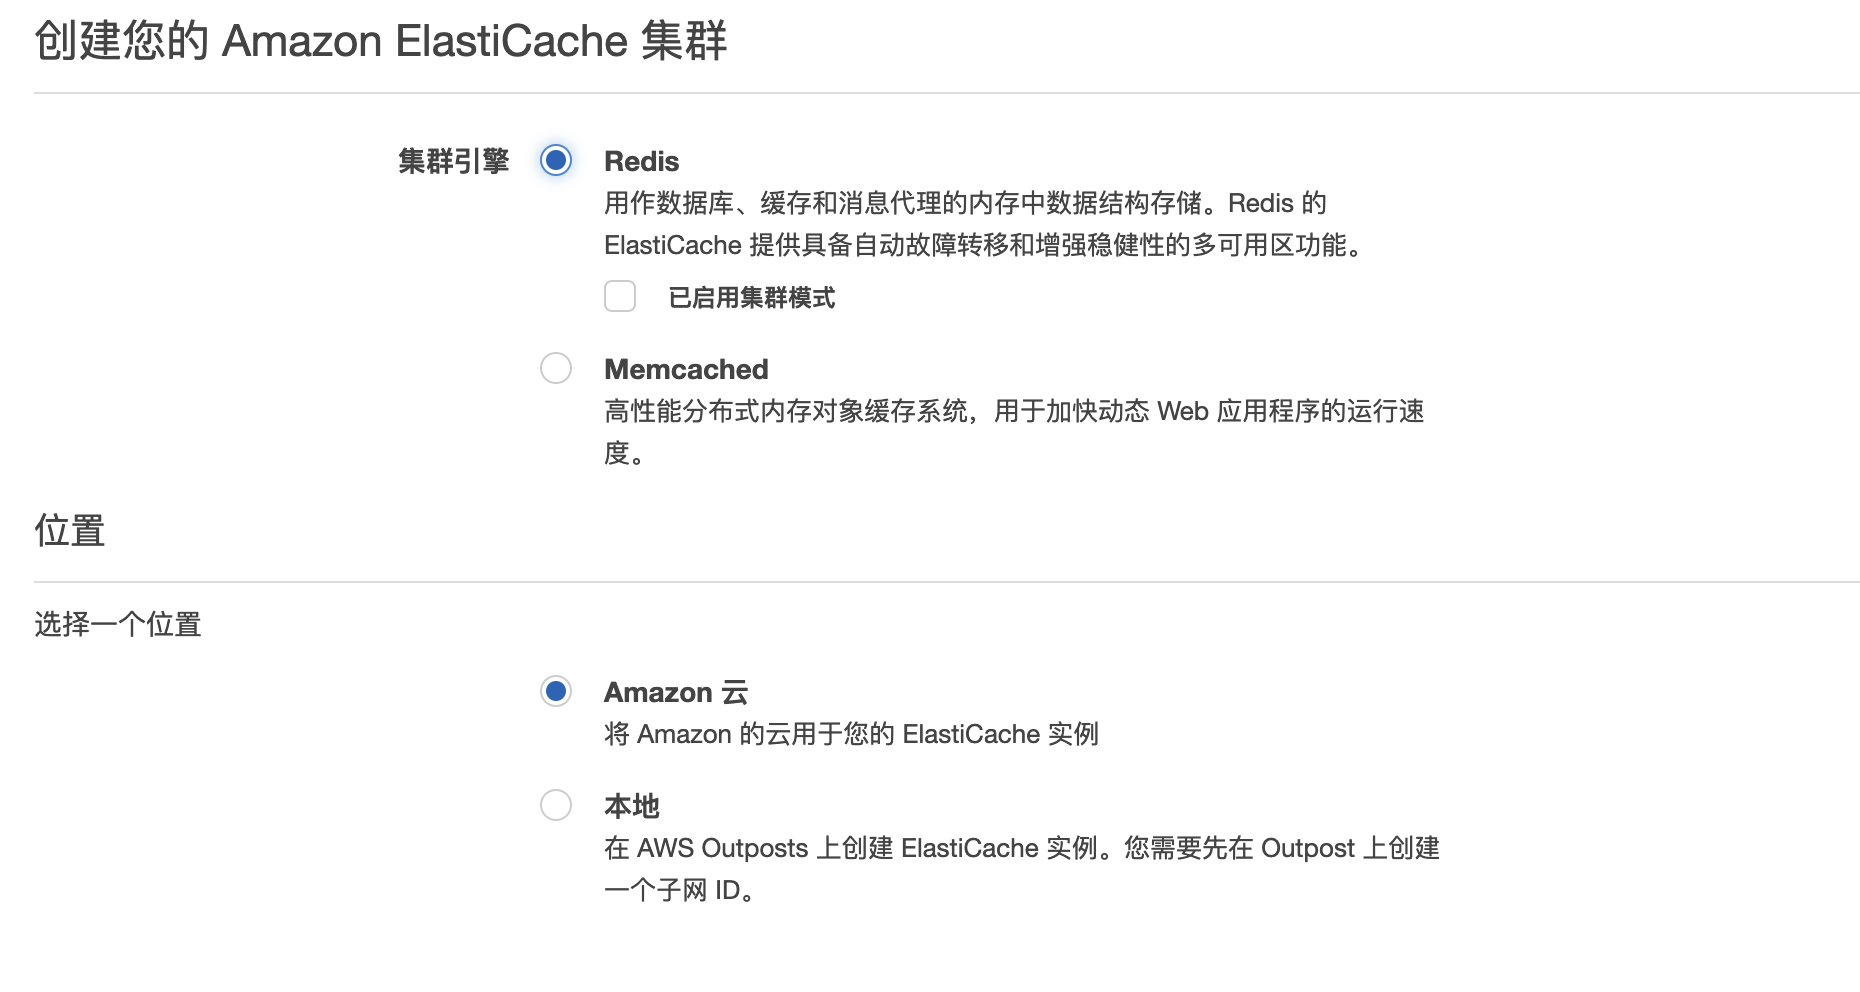 创建您的 Amazon ElastiCache 集群
集群引擎
Redis
用作数据库、缓存和消息代理的内存中数据结构存储。Redis 的
ElastiCache 提供具备自动故障转移和增强稳健性的多可用区功能。
已启用集群模式
Memcached
高性能分布式内存对象缓存系统，用于加快动态 Web 应用程序的运行速
度。
位置
选择一个位置
Amazon 云
将 Amazon 的云用于您的 ElastiCache 实例
本地
在 AWS Outposts 上创建 ElastiCache 实例。您需要先在 Outpost 上创建
一个子网 ID。